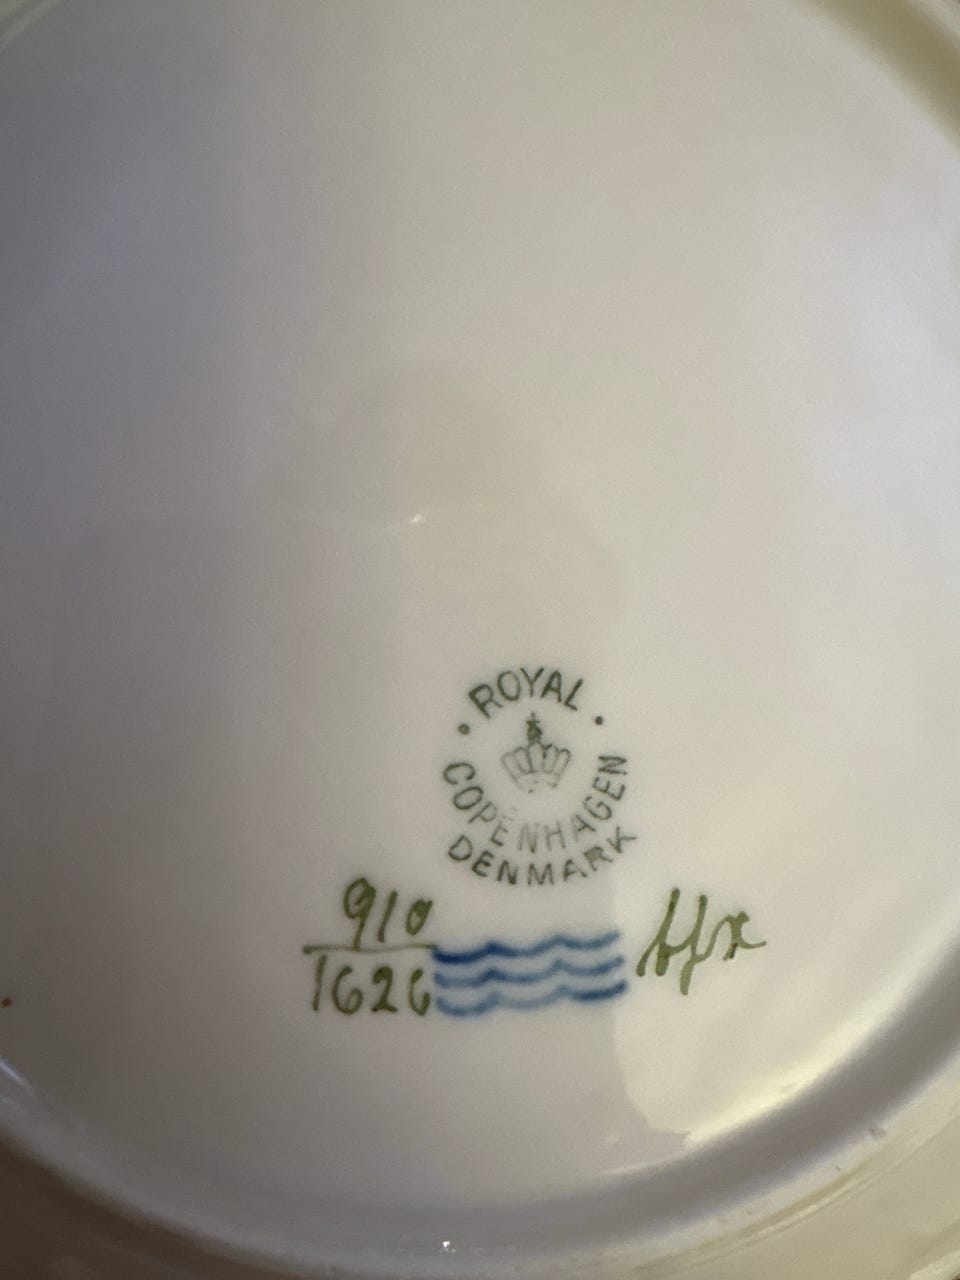 · ROYAL ·
COPENHAGEN
DENMARK
910
1626